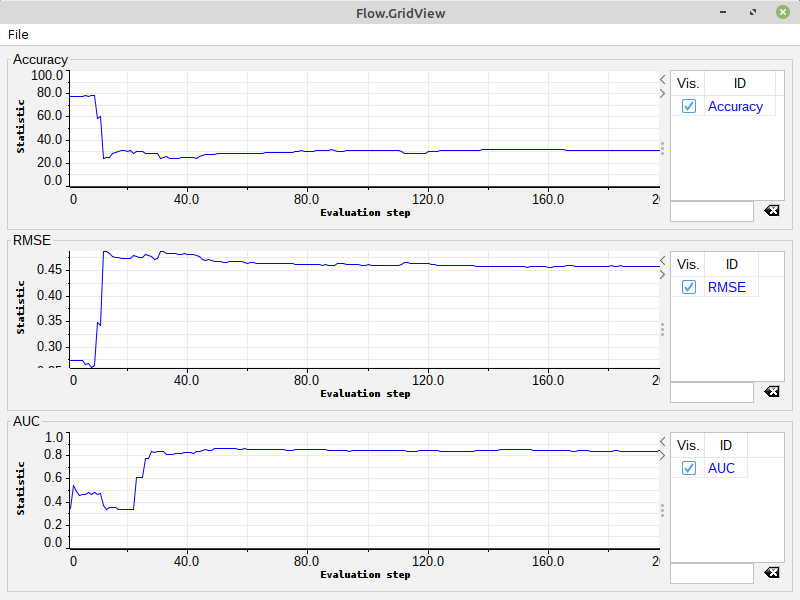 Flow.GridView
File
Accuracy
100.0
80.0
60.0
40.0
20.0
0.0
Statistic
0 40.0 80.0 120.0 160.0
Evaluation step
Vis. ID
Accuracy
RMSE
0.45
0.40
0.35
0.30
Statistic
0 40.0 80.0 120.0 160.0
Evaluation step
Vis. ID
RMSE
AUC
1.0
0.8
0.6
0.4
0.2
0.0
Statistic
0 40.0 80.0 120.0 160.0
Evaluation step
Vis. ID
AUC